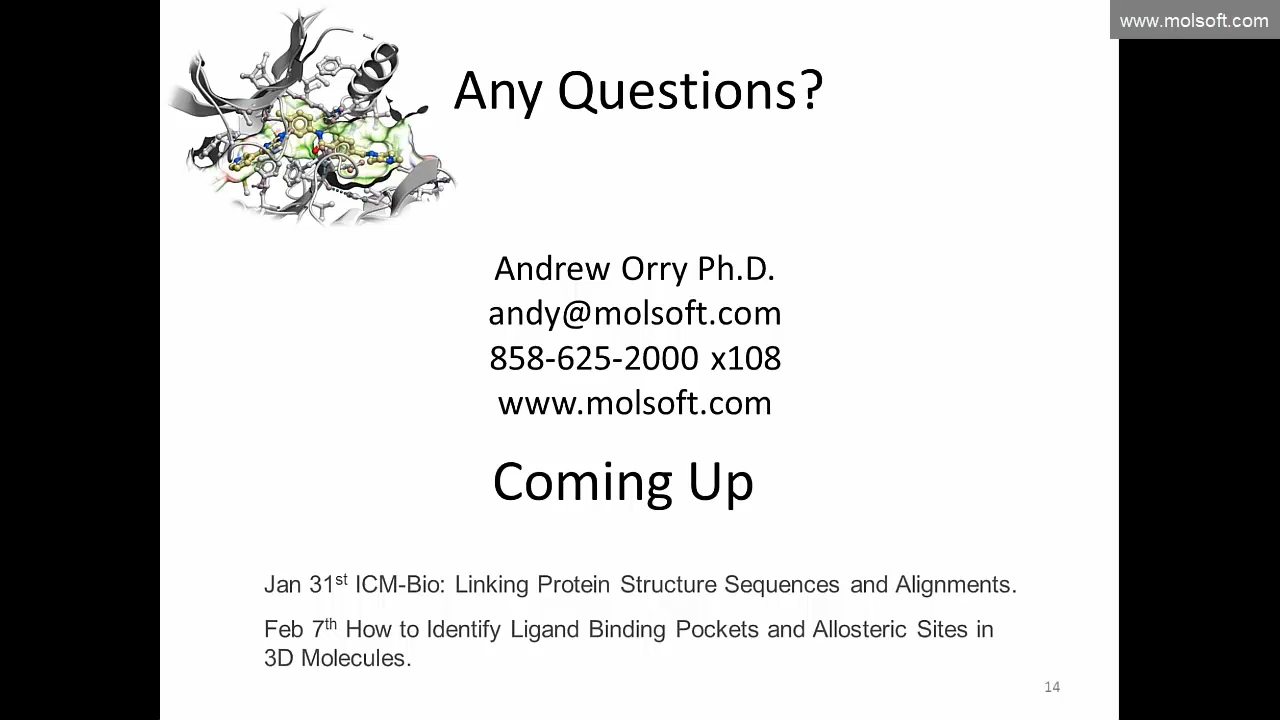 www.molsoft.com
Any Questions?
Andrew Orry Ph.D.
andy@molsoft.com
858-625-2000 x108
www.molsoft.com
Coming Up
Jan 31st ICM-Bio: Linking Protein Structure Sequences and Alignments.
Feb 7th How to Identify Ligand Binding Pockets and Allosteric Sites in
3D Molecules.
14